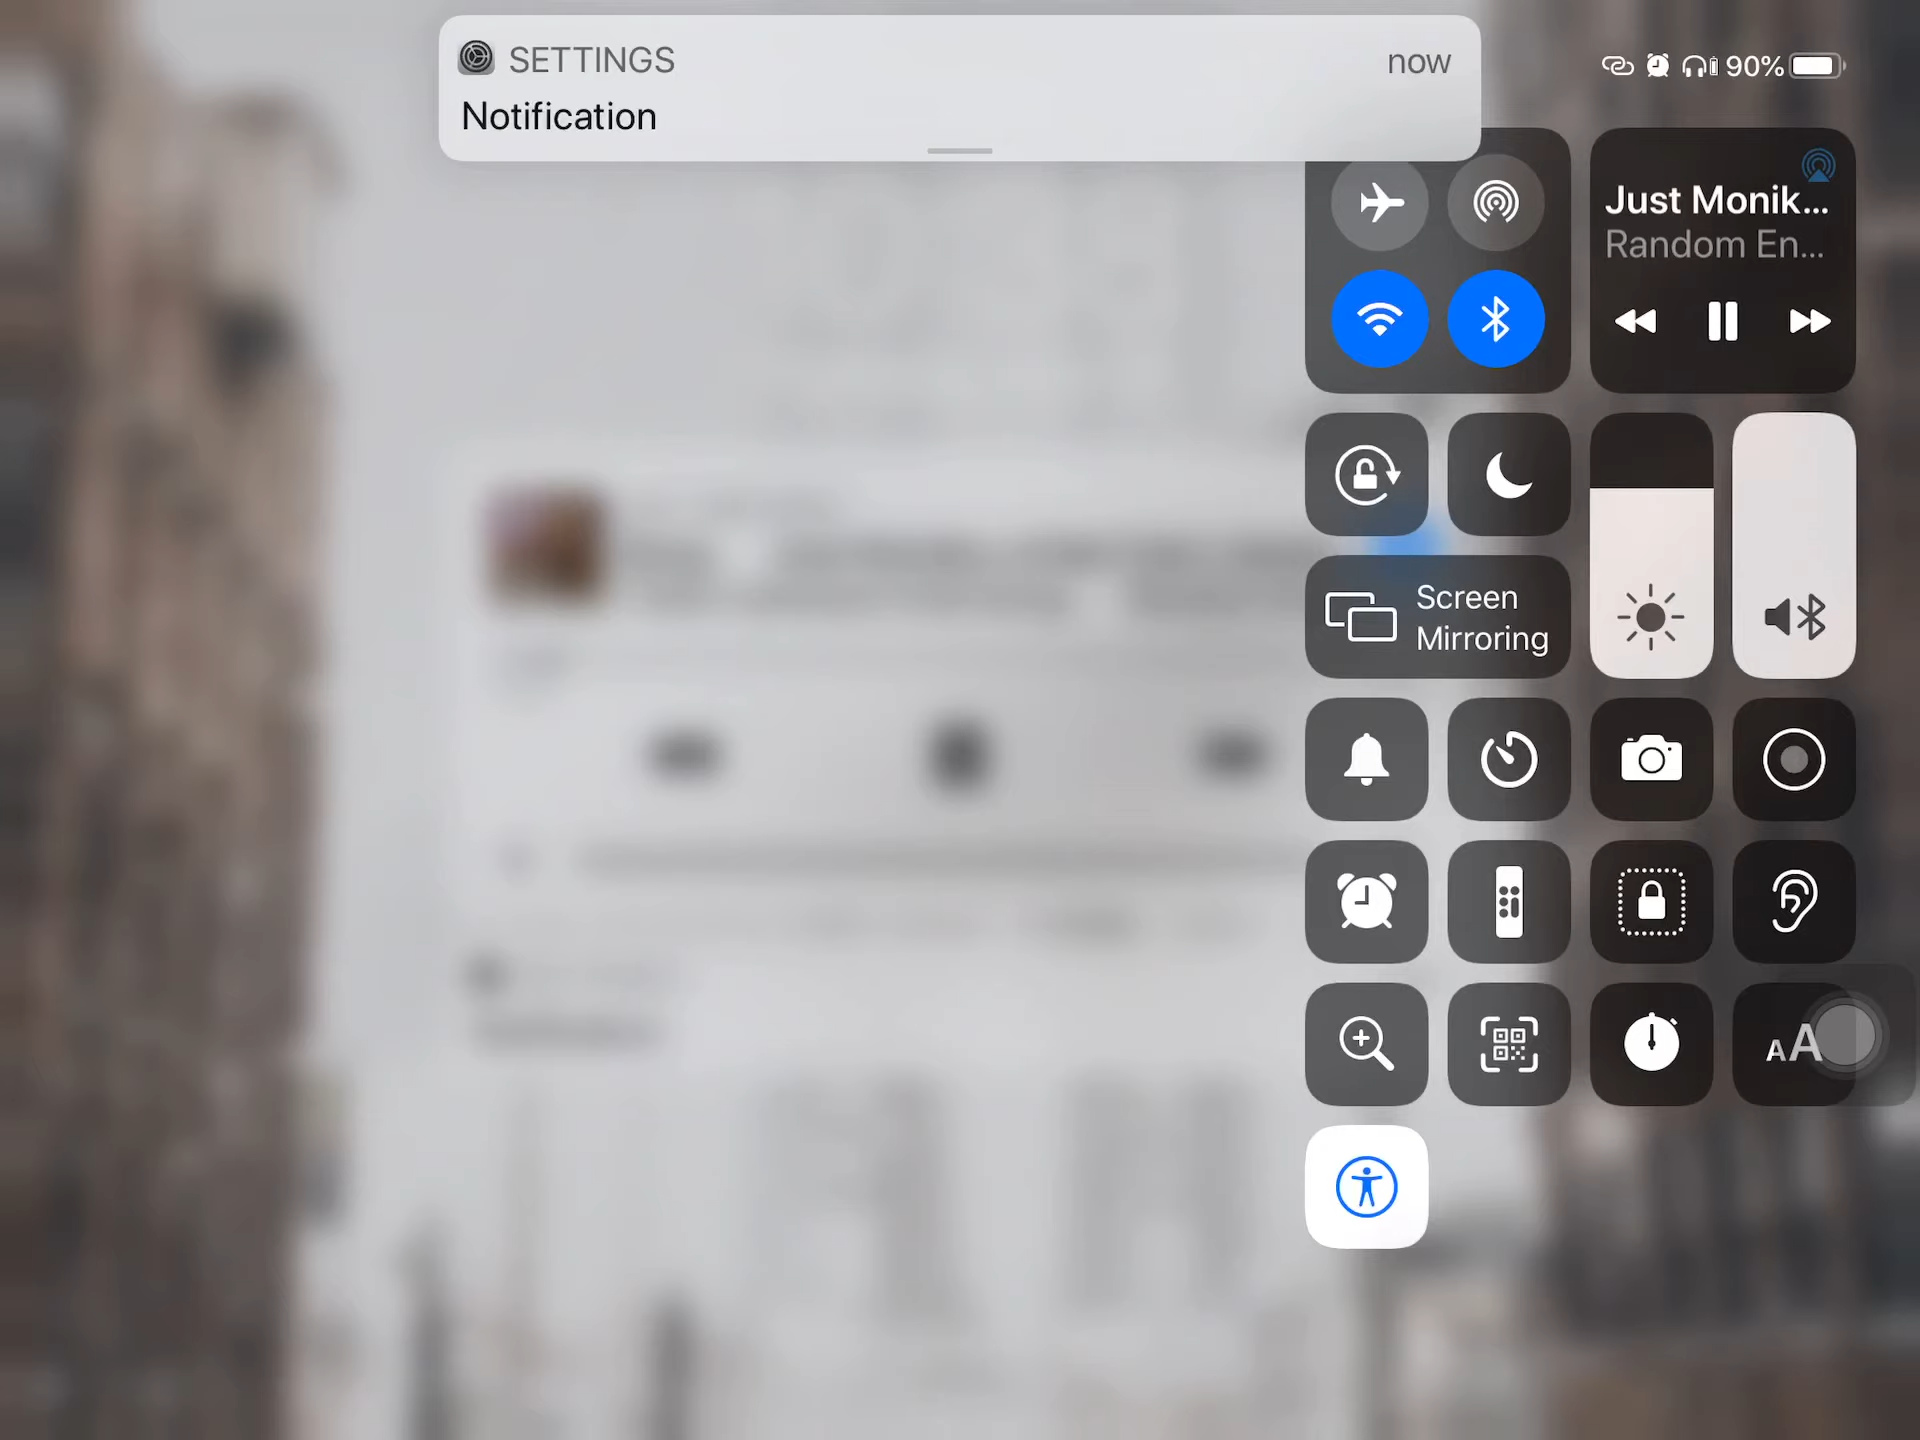 SETTINGS
now
Notification
90%
Just Monik...
Random En...
Screen
Mirroring
AA